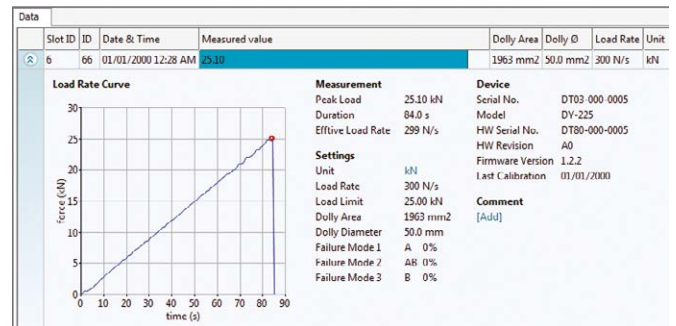 Data
Slot ID ID Date & Time Measured value Dolly Area Dolly Ø Load Rate Unit
6 66 01/01/2000 12:28 AM 25.10 1963 mm2 50.0 mm2 300 N/s kN
Load Rate Curve
force (kN)
30
25
20
15
10
5
0
0 10 20 30 40 50 60 70 80 90
time (s)
Measurement
Peak Load 25.10 kN
Duration 84.0 s
Efftive Load Rate 299 N/s
Settings
Unit kN
Load Rate 300 N/s
Load Limit 25.00 kN
Dolly Area 1963 mm2
Dolly Diameter 50.0 mm
Failure Mode 1 A 0%
Failure Mode 2 AB 0%
Failure Mode 3 B 0%
Device
Serial No. DT03-000-0005
Model DY-225
HW Serial No. DT80-000-0005
HW Revision A0
Firmware Version 1.2.2
Last Calibration 01/01/2000
Comment
[Add]